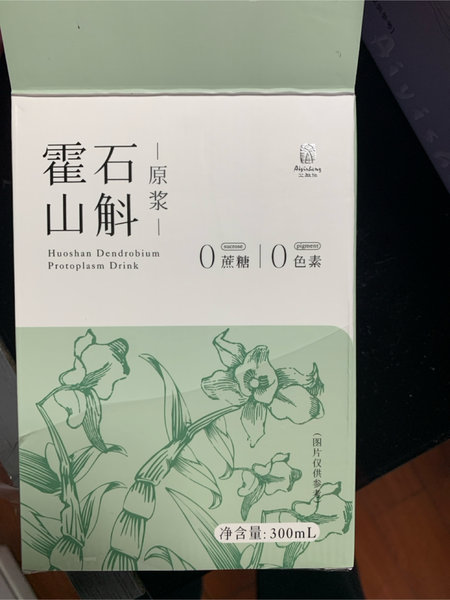 霍山
石斛
原浆
Huoshan Dendrobium
Protoplasm Drink
Aiyisheng
0
sucrose
蔗糖
0
pigment
色素
(图片仅供参考)
净含量: 300mL